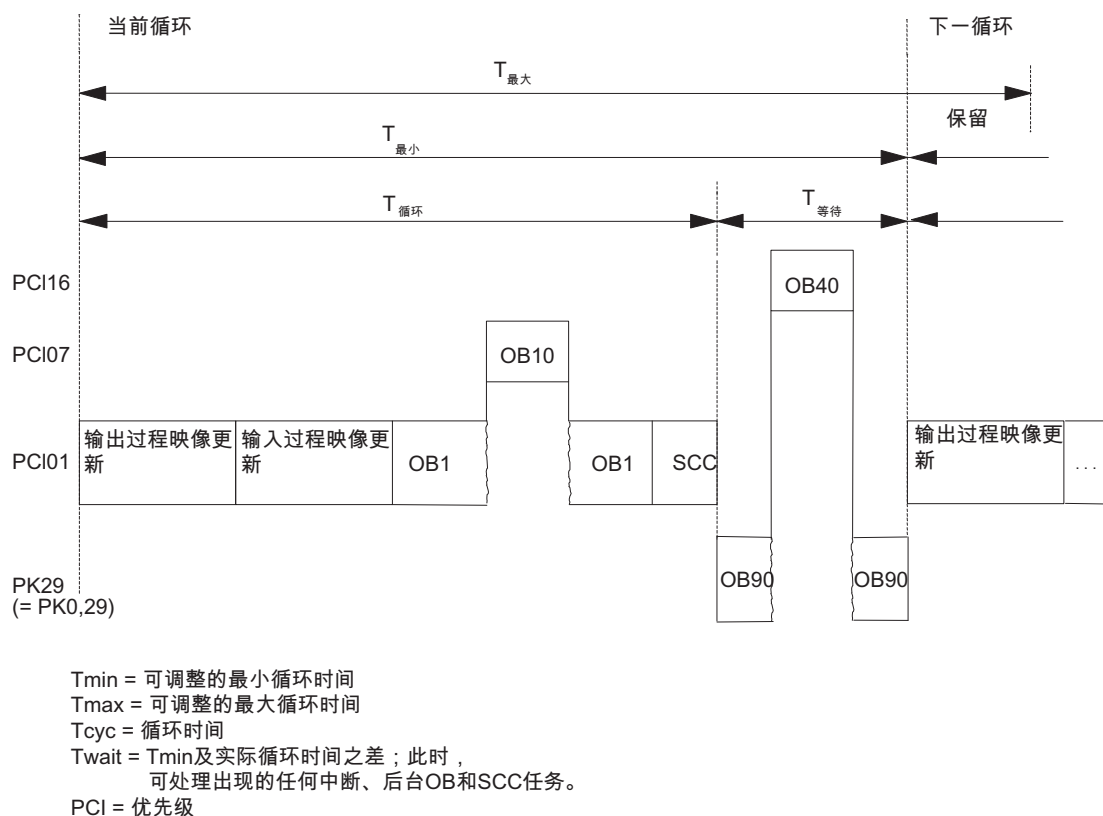 当前循环
下一循环
T最大
保留
T最小
T循环
T等待
PCl16
OB40
PCl07
OB10
PCl01
输出过程映像更
新
输入过程映像更
新
OB1
OB1
SCC
输出过程映像更
新
...
PK29
(= PK0,29)
OB90
OB90
Tmin = 可调整的最小循环时间
Tmax = 可调整的最大循环时间
Tcyc = 循环时间
Twait = Tmin及实际循环时间之差；此时，
可处理出现的任何中断、后台OB和SCC任务。
PCl = 优先级